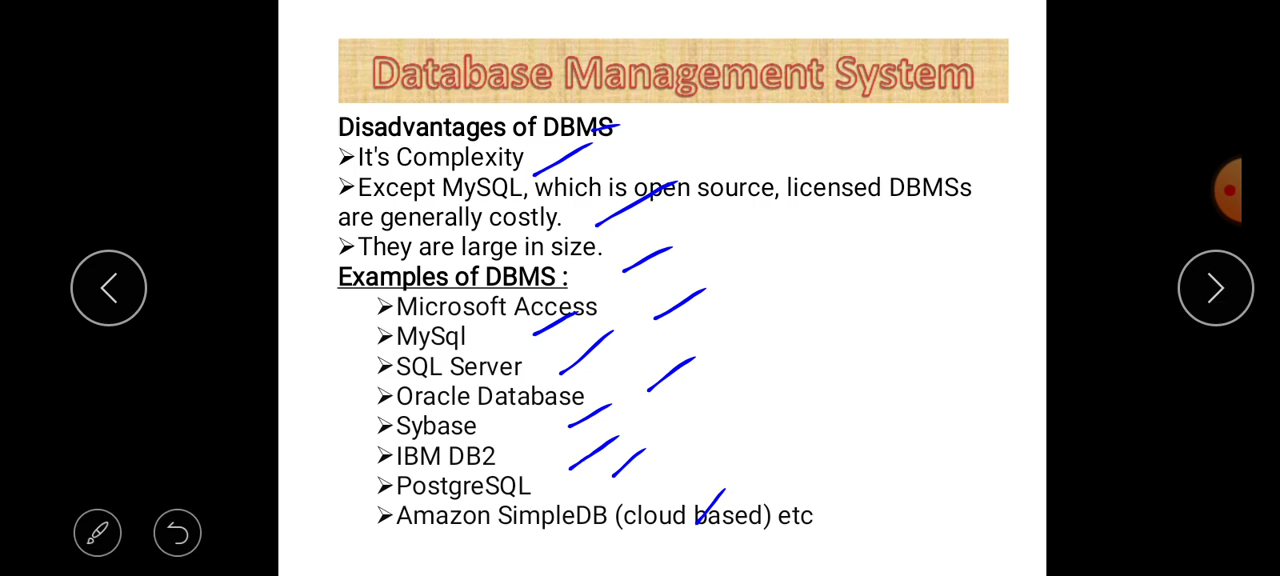 Database Management System
Disadvantages of DBMS
➢It's Complexity
➢Except MySQL, which is open source, licensed DBMSs
are generally costly.
➢They are large in size.
Examples of DBMS :
➢Microsoft Access
➢MySql
➢SQL Server
➢Oracle Database
➢Sybase
➢IBM DB2
➢PostgreSQL
➢Amazon SimpleDB (cloud based) etc